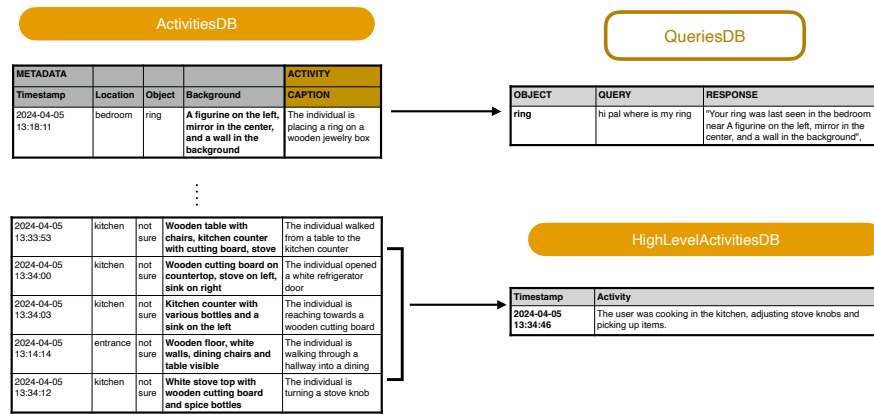 ActivitiesDB
METADATA ACTIVITY
Timestamp Location Object Background CAPTION
2024-04-05 bedroom ring A figurine on the left, The individual is
13:18:11 mirror in the center, placing a ring on a
and a wall in the wooden jewelry box
background
2024-04-05 kitchen not Wooden table with The individual walked
13:33:53 sure chairs, kitchen counter from a table to the
with cutting board, stove kitchen counter
2024-04-05 kitchen not Wooden cutting board on The individual opened
13:34:00 sure countertop, stove on left, a white refrigerator
sink on right door
2024-04-05 kitchen not Kitchen counter with The individual is
13:34:03 sure various bottles and a reaching towards a
sink on the left wooden cutting board
2024-04-05 entrance not Wooden floor, white The individual is
13:14:14 sure walls, dining chairs and walking through a
table visible hallway into a dining
2024-04-05 kitchen not White stove top with The individual is
13:34:12 sure wooden cutting board turning a stove knob
and spice bottles
QueriesDB
OBJECT QUERY RESPONSE
ring hi pal where is my ring "Your ring was last seen in the bedroom
near A figurine on the left, mirror in the
center, and a wall in the background",
HighLevelActivitiesDB
Timestamp Activity
2024-04-05 The user was cooking in the kitchen, adjusting stove knobs and
13:34:46 picking up items.